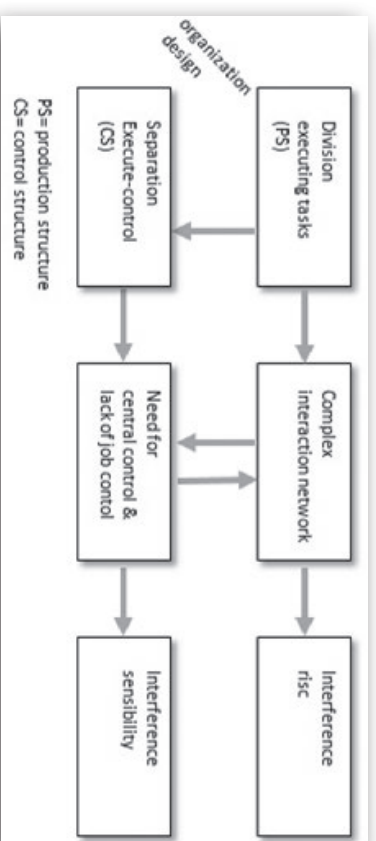 organization
design
Division
executing tasks
(PS)
Complex
interaction network
Interference
risc
Separation
Execute-control
(CS)
Need for
central control &
lack of job contol
Interference
sensibility
PS= production structure
CS= control structure